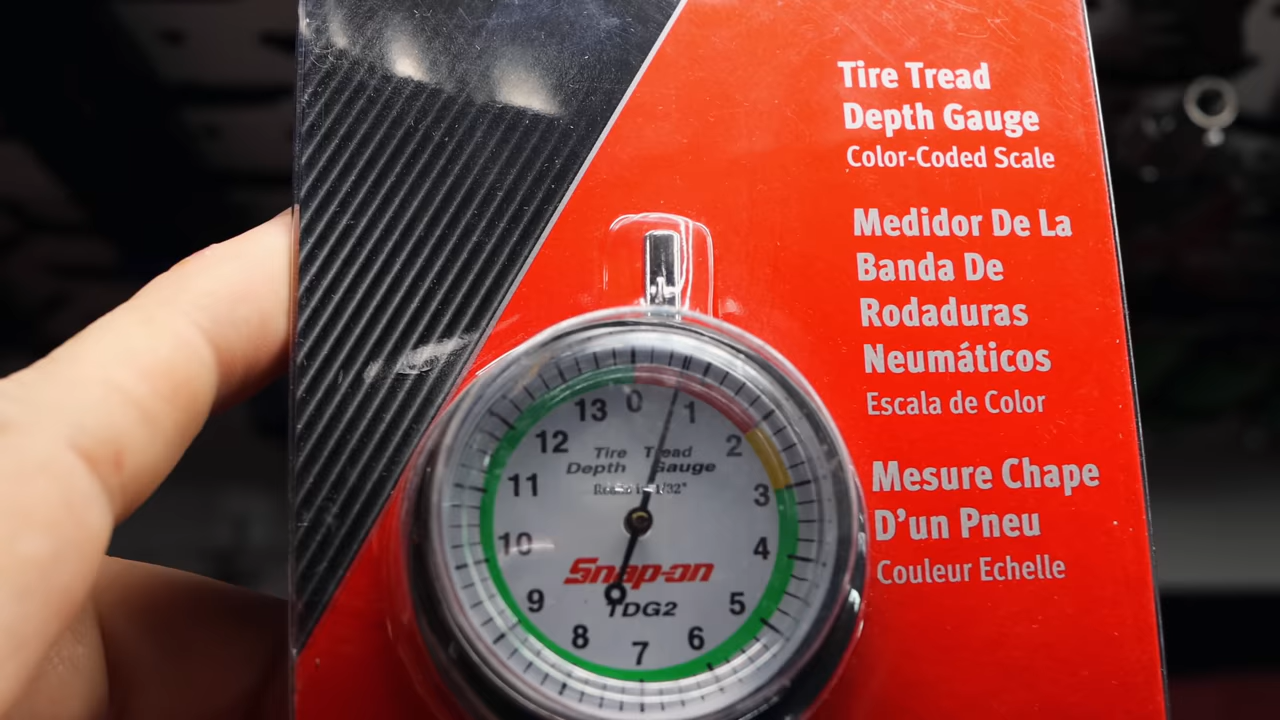 Tire Tread
Depth Gauge
Color-Coded Scale
Medidor De La
Banda De
Rodaduras
Neumáticos
Escala de Color
Mesure Chape
D'un Pneu
Couleur Echelle
0
1
2
3
4
5
6
7
8
9
10
11
12
13
Tire Tread
Depth Gauge
1/32"
Snap-on
TDG2